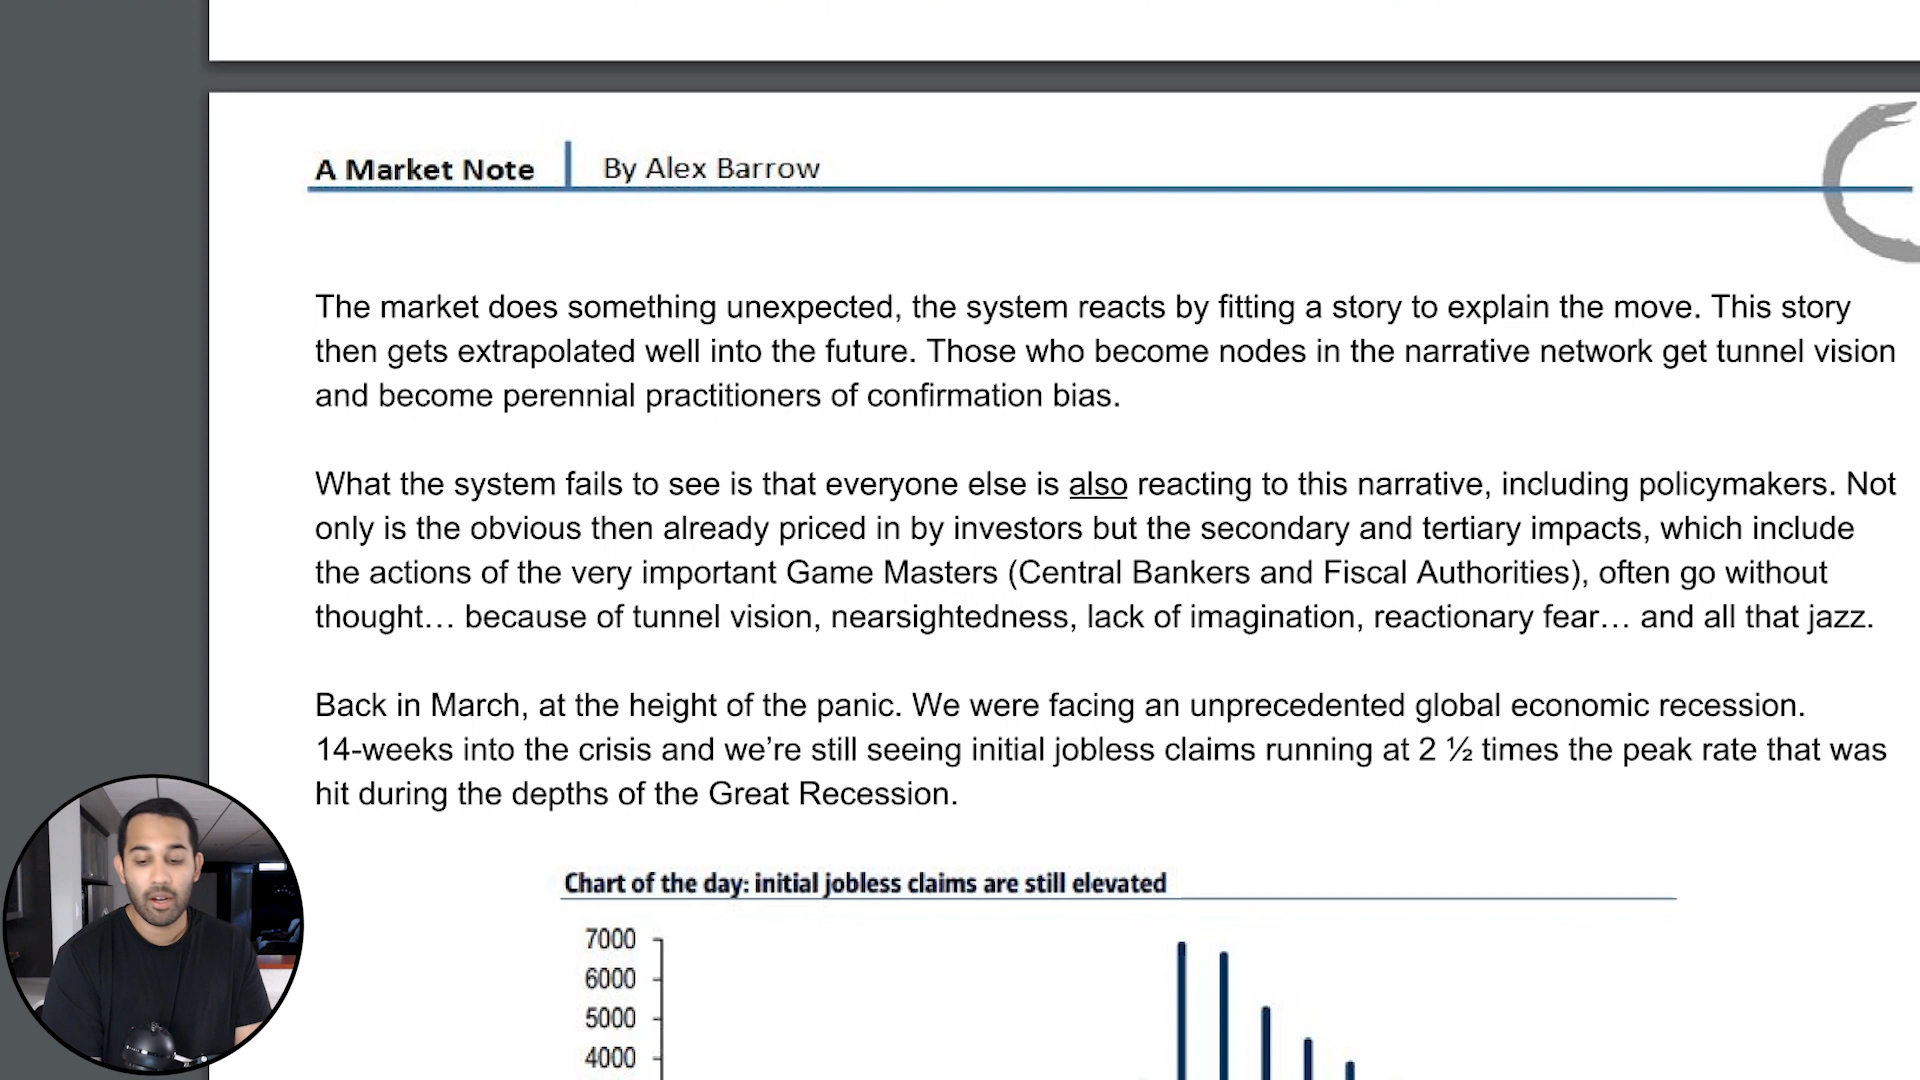 A Market Note
By Alex Barrow
The market does something unexpected, the system reacts by fitting a story to explain the move. This story
then gets extrapolated well into the future. Those who become nodes in the narrative network get tunnel vision
and become perennial practitioners of confirmation bias.
What the system fails to see is that everyone else is also reacting to this narrative, including policymakers. Not
only is the obvious then already priced in by investors but the secondary and tertiary impacts, which include
the actions of the very important Game Masters (Central Bankers and Fiscal Authorities), often go without
thought… because of tunnel vision, nearsightedness, lack of imagination, reactionary fear… and all that jazz.
Back in March, at the height of the panic. We were facing an unprecedented global economic recession.
14-weeks into the crisis and we’re still seeing initial jobless claims running at 2 ½ times the peak rate that was
hit during the depths of the Great Recession.
Chart of the day: initial jobless claims are still elevated
7000
6000
5000
4000